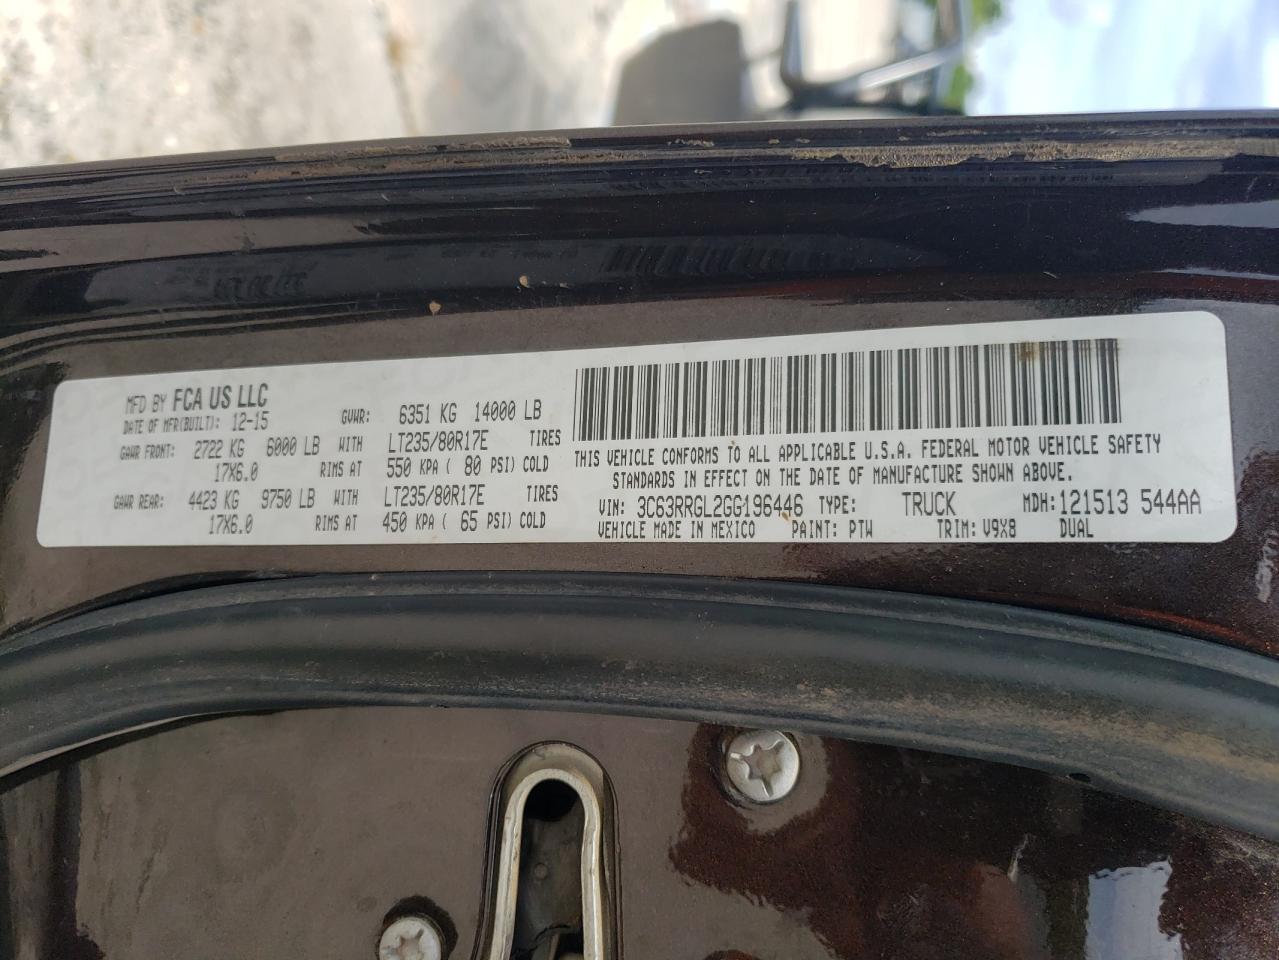 MFD BY FCA US LLC
DATE OF MFR(BUILT): 12-15 GVWR: 6351 KG 14000 LB
GAWR FRONT: 2722 KG 6000 LB WITH LT235/80R17E TIRES
17X6.0 RIMS AT 550 KPA ( 80 PSI) COLD
GAWR REAR: 4423 KG 9750 LB WITH LT235/80R17E TIRES
17X6.0 RIMS AT 450 KPA ( 65 PSI) COLD
THIS VEHICLE CONFORMS TO ALL APPLICABLE U.S.A. FEDERAL MOTOR VEHICLE SAFETY
STANDARDS IN EFFECT ON THE DATE OF MANUFACTURE SHOWN ABOVE.
VIN: 3C63RRGL2GG196446 TYPE: TRUCK MDH:121513 544AA
VEHICLE MADE IN MEXICO PAINT: PTW TRIM: V9X8 DUAL